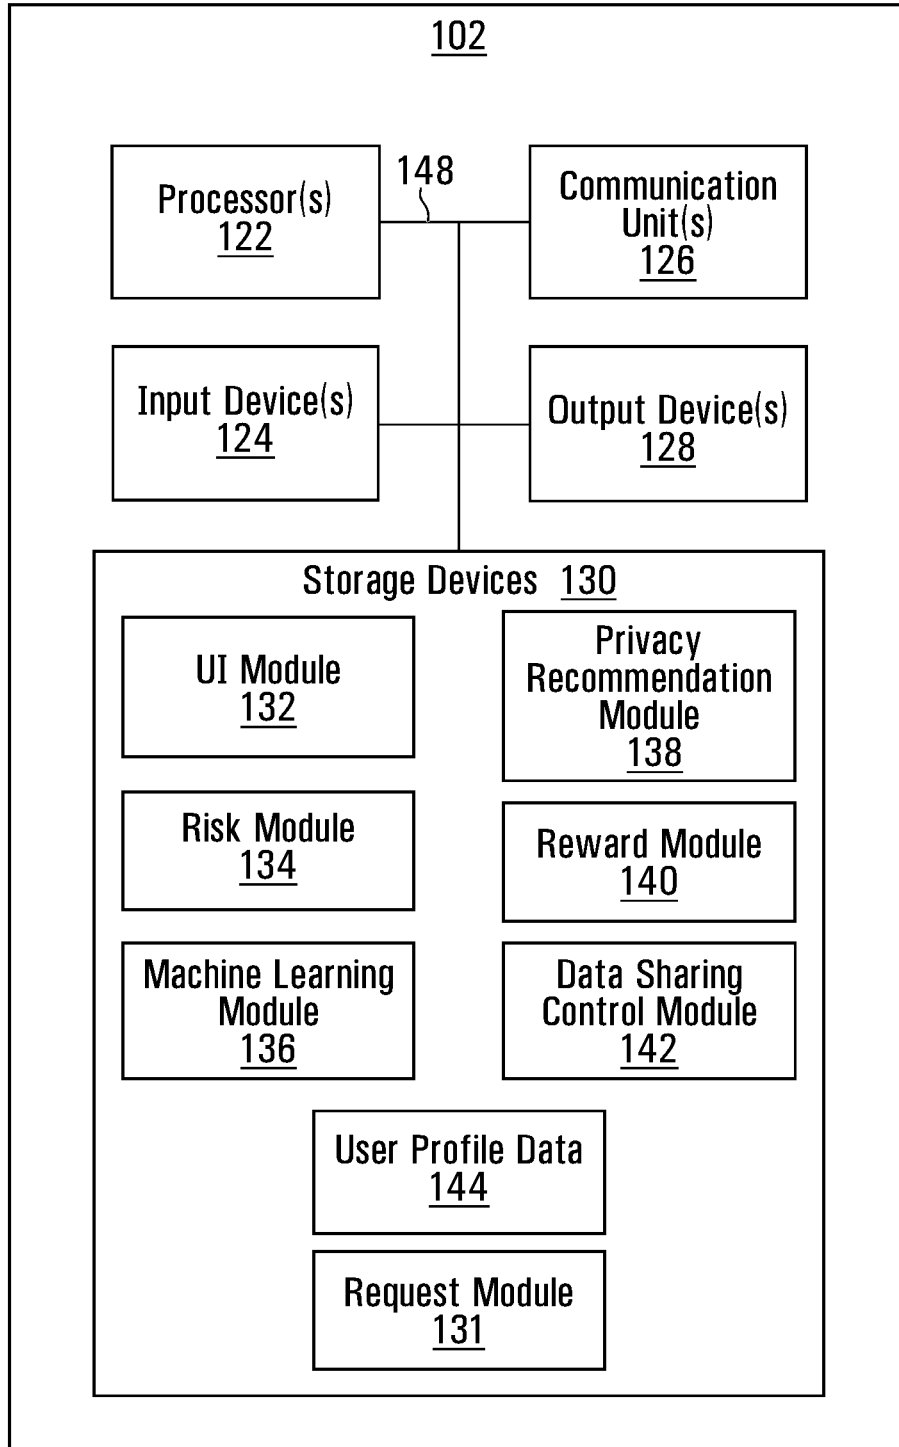 102
Processor(s)
122
148
Communication
Unit(s)
126
Input Device(s)
124
Output Device(s)
128
Storage Devices 130
UI Module
132
Privacy
Recommendation
Module
138
Risk Module
134
Reward Module
140
Machine Learning
Module
136
Data Sharing
Control Module
142
User Profile Data
144
Request Module
131